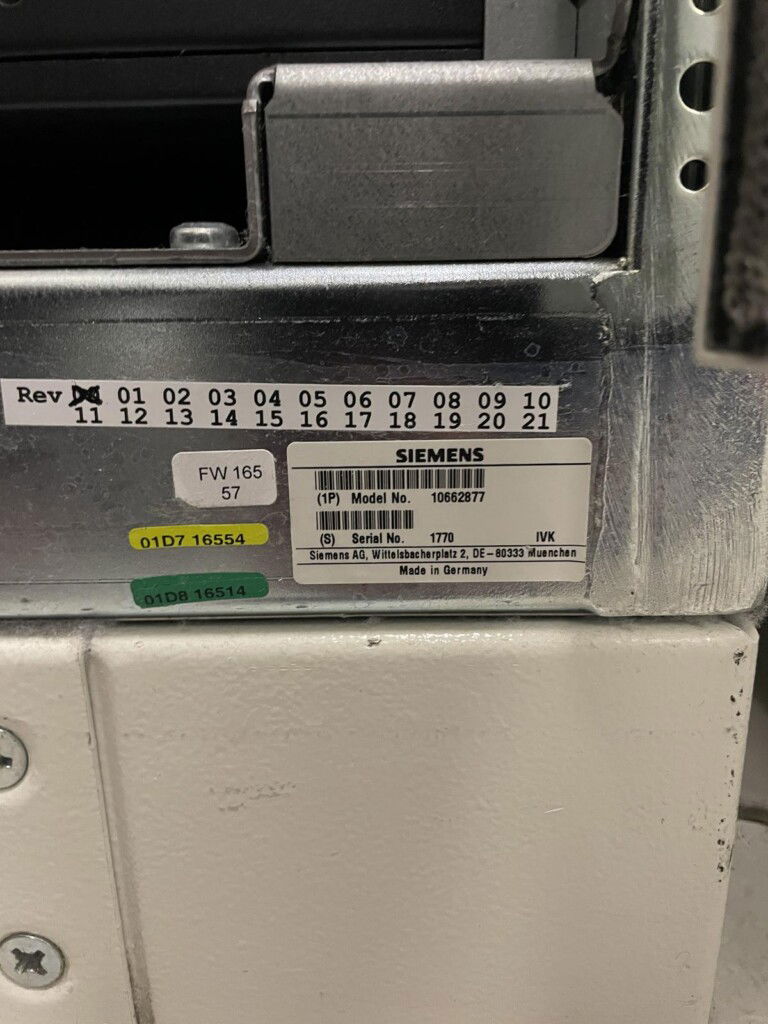 Rev 01 02 03 04 05 06 07 08 09 10
11 12 13 14 15 16 17 18 19 20 21
FW 165
57
01D7 16554
01D8 16514
SIEMENS
(1P) Model No. 10662877
(S) Serial No. 1770 IVK
Siemens AG, Wittelsbacherplatz 2, DE-80333 Muenchen
Made in Germany